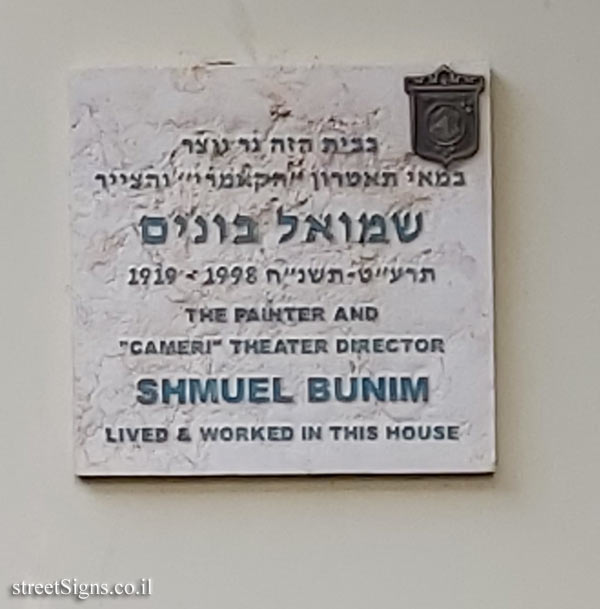 בבית הזה גר ויצר
במאי תאטרון "הקאמרי" והצייר
שמואל בונים
תרע״ט-תשנ״ח 1998 - 1919
THE PAINTER AND
"CAMERI" THEATER DIRECTOR
SHMUEL BUNIM
LIVED & WORKED IN THIS HOUSE
streetSigns.co.il